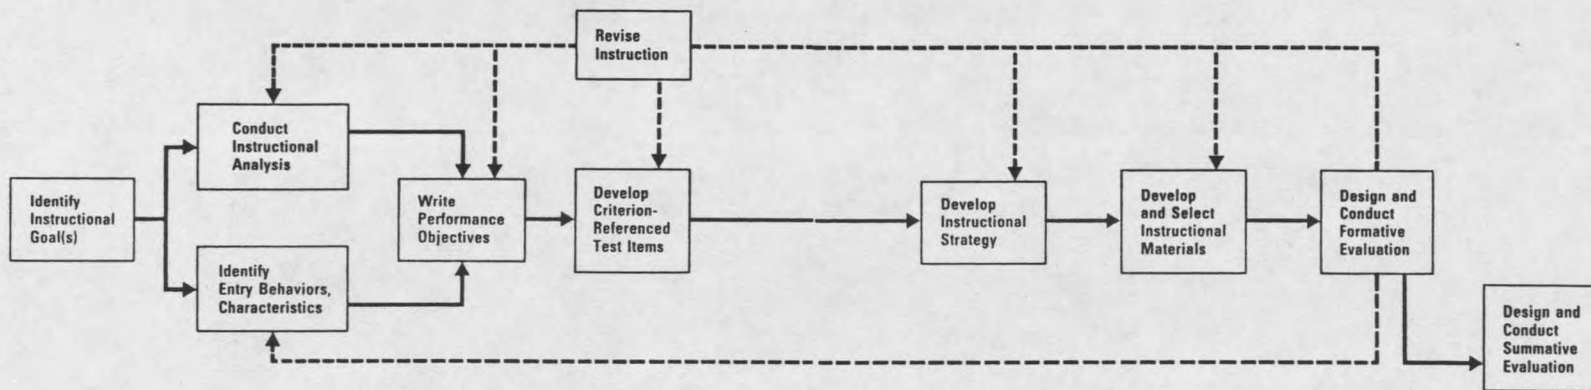 Revise
Instruction
Conduct
Instructional
Analysis
Identify
Instructional
Goal(s)
Write
Performance
Objectives
Develop
Criterion-
Referenced
Test Items
Develop
Instructional
Strategy
Develop
and Select
Instructional
Materials
Design and
Conduct
Formative
Evaluation
Identify
Entry Behaviors,
Characteristics
Design and
Conduct
Summative
Evaluation